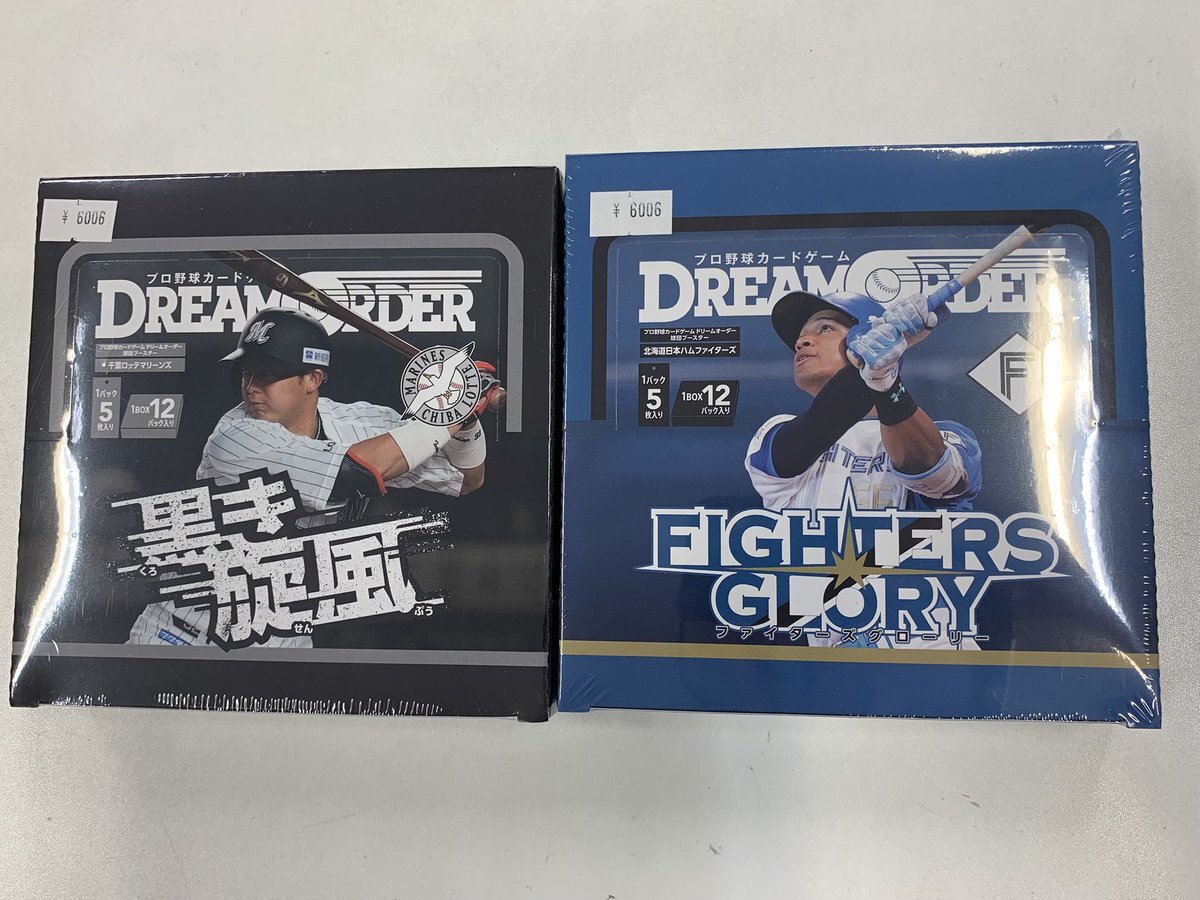 ¥ 6006
プロ野球カード
DREAM ORDER
プロ野球カードゲーム ドリームオーダー
球団ブースター
千葉ロッテマリーンズ
1パック
5
枚入り
1BOX 12
パック入り
M
MARINES
CHIBA LOTTE
黒き
くろ
旋風
せん
ぷう
¥ 6006
プロ野球カードゲーム
DREAM ORDER
プロ野球カードゲーム ドリームオーダー
球団ブースター
北海道日本ハムファイターズ
1パック
5
枚入り
1BOX 12
パック入り
F
FIGHTERS
GLORY
ファイターズグローリー